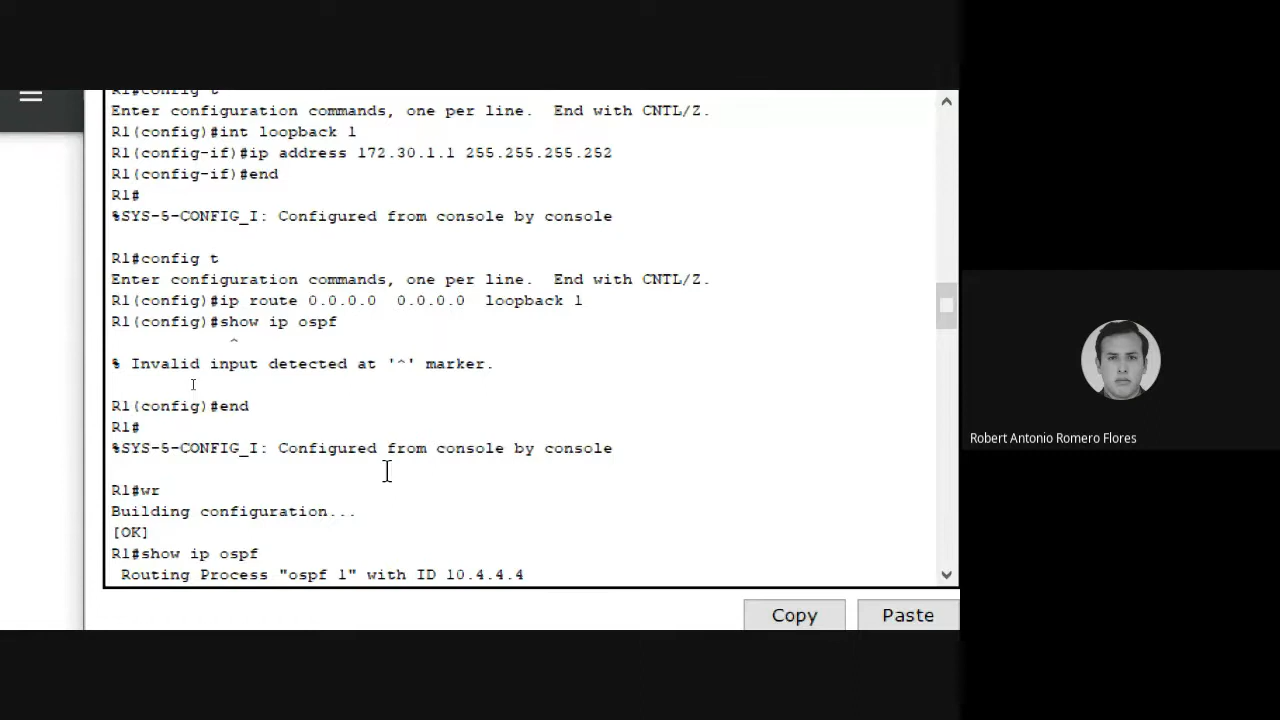 R1#config t
Enter configuration commands, one per line.  End with CNTL/Z.
R1(config)#int loopback 1
R1(config-if)#ip address 172.30.1.1 255.255.255.252
R1(config-if)#end
R1#
%SYS-5-CONFIG_I: Configured from console by console
R1#config t
Enter configuration commands, one per line.  End with CNTL/Z.
R1(config)#ip route 0.0.0.0  0.0.0.0  loopback 1
R1(config)#show ip ospf
^
% Invalid input detected at '^' marker.
R1(config)#end
R1#
%SYS-5-CONFIG_I: Configured from console by console
R1#wr
Building configuration...
[OK]
R1#show ip ospf
Routing Process "ospf 1" with ID 10.4.4.4
Copy
Paste
Robert Antonio Romero Flores